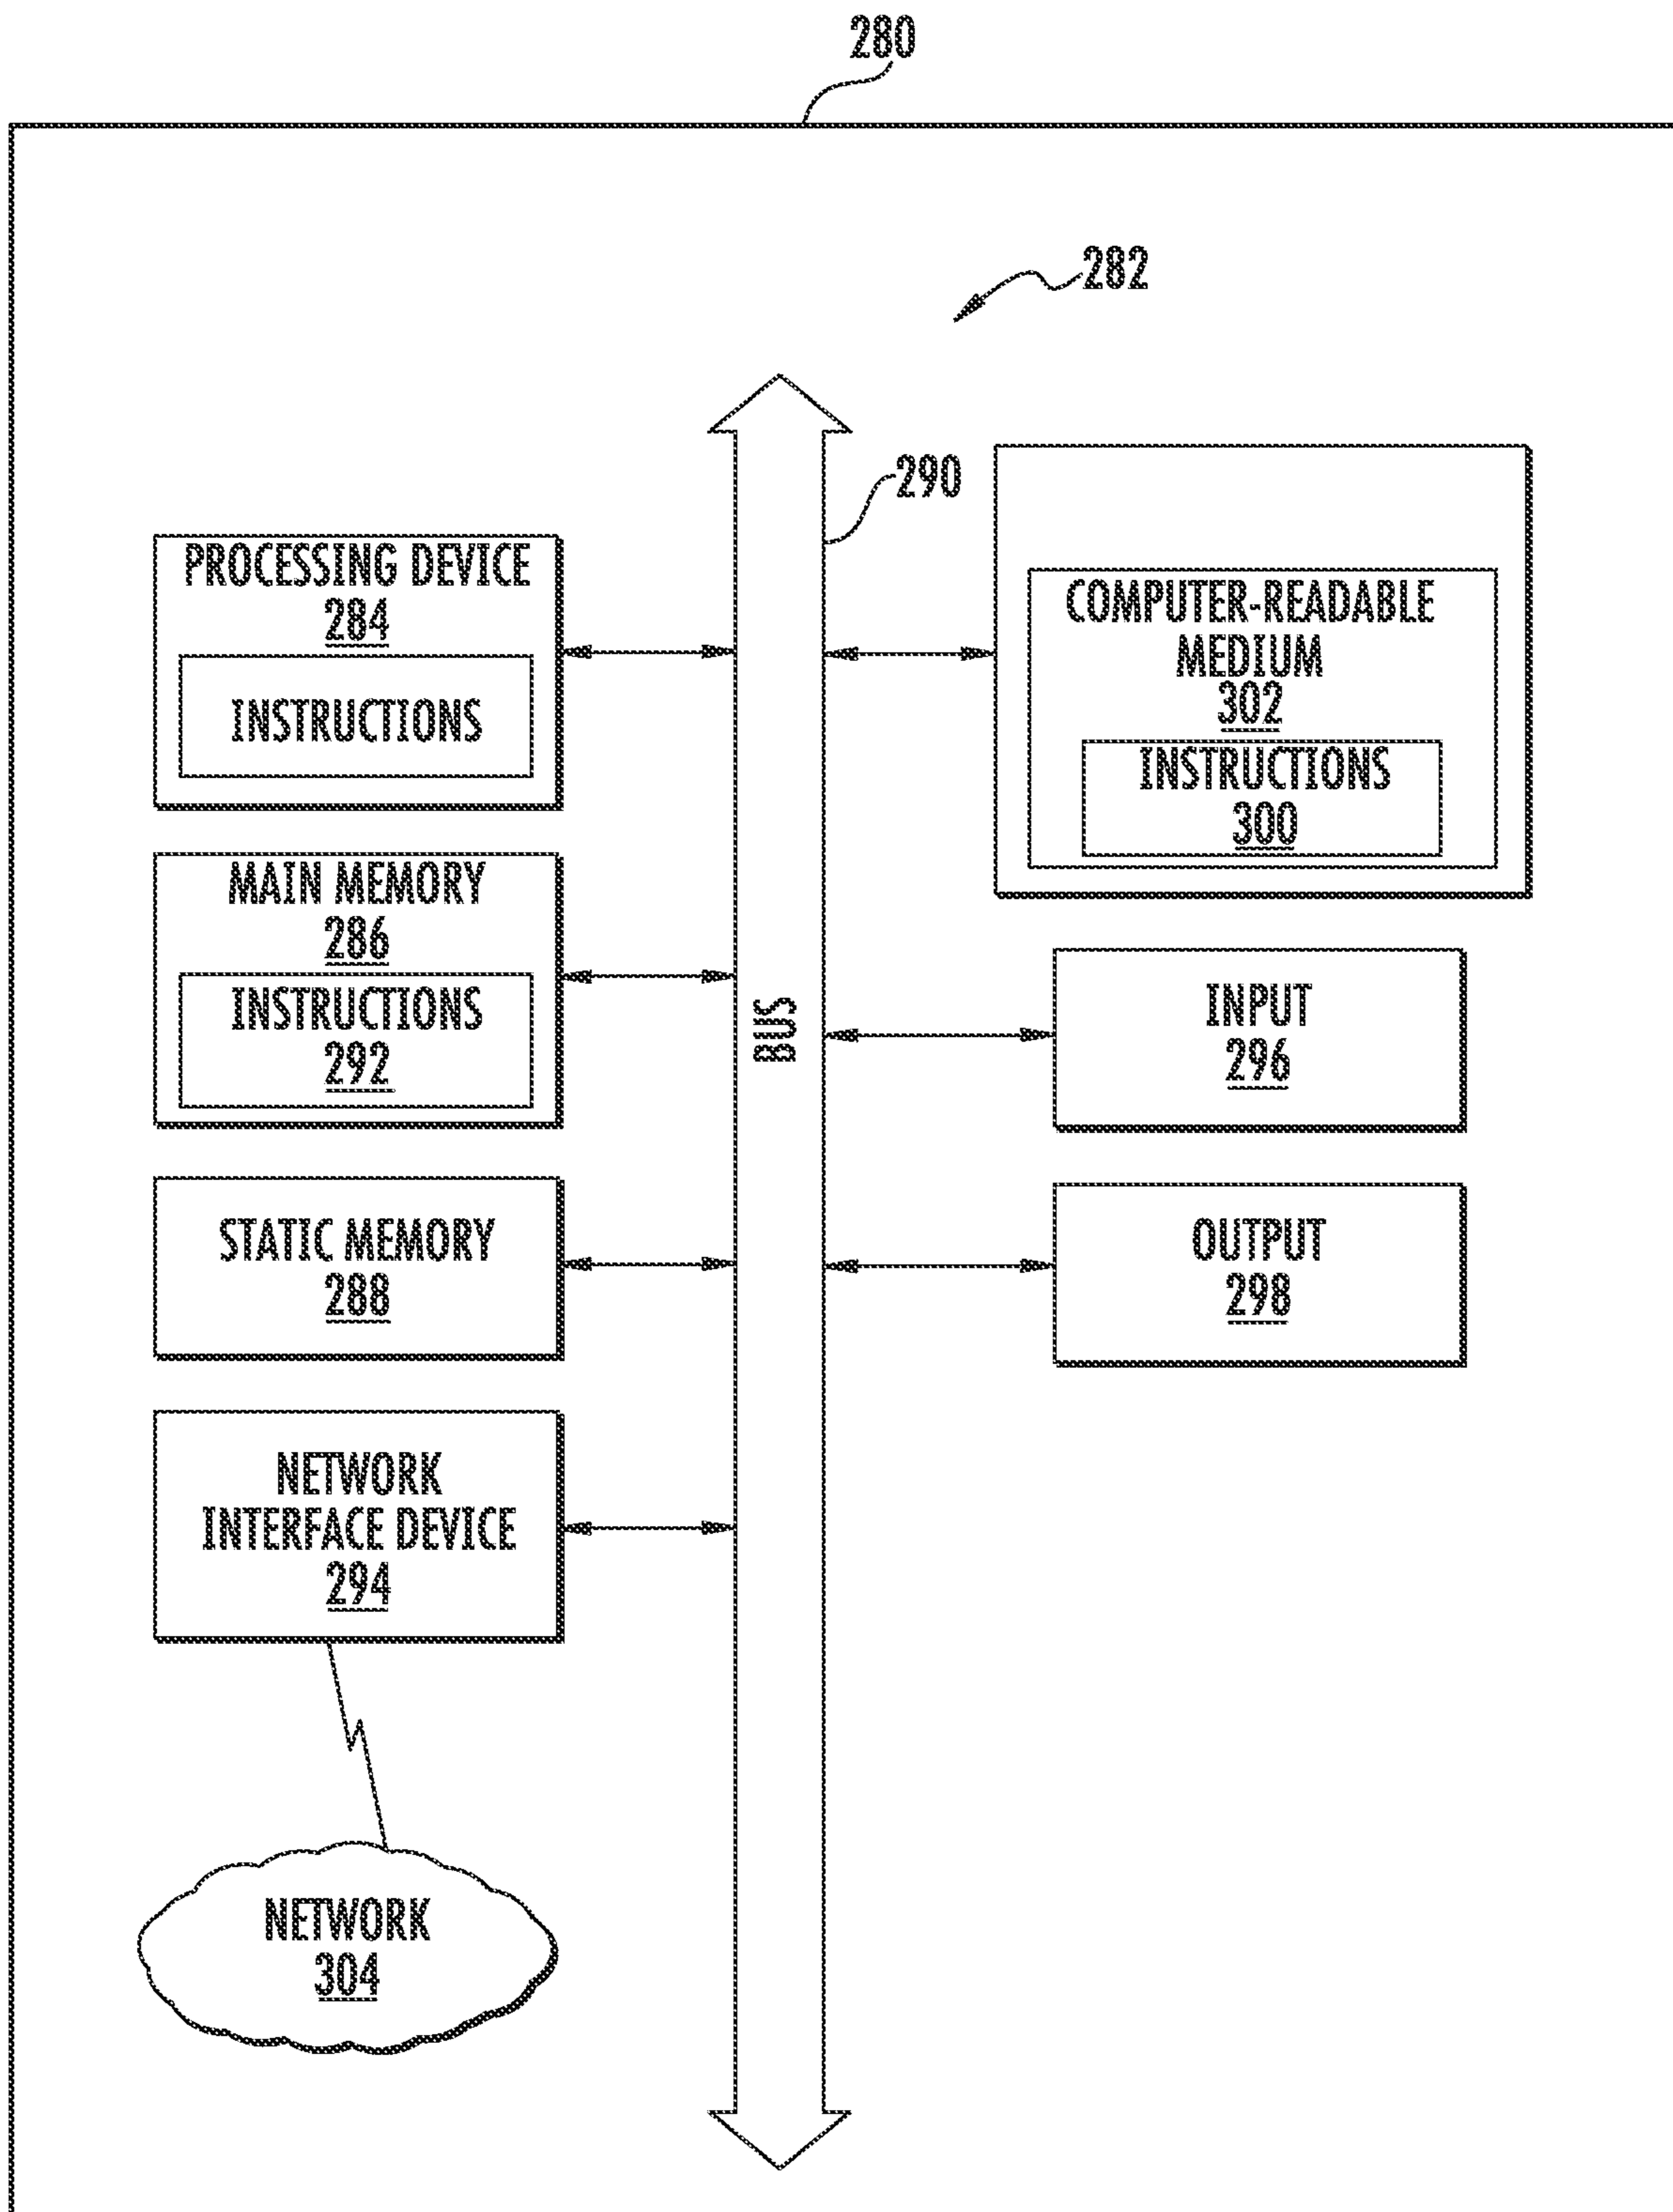 280
282
290
PROCESSING DEVICE
284
INSTRUCTIONS
MAIN MEMORY
286
INSTRUCTIONS
292
STATIC MEMORY
288
NETWORK
INTERFACE DEVICE
294
NETWORK
304
BUS
COMPUTER-READABLE
MEDIUM
302
INSTRUCTIONS
300
INPUT
296
OUTPUT
298